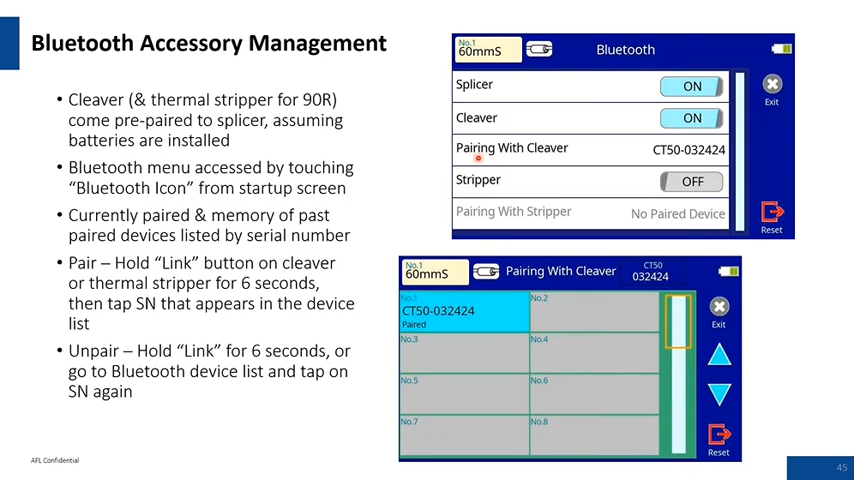 Bluetooth Accessory Management
• Cleaver (& thermal stripper for 90R)
come pre-paired to splicer, assuming
batteries are installed
• Bluetooth menu accessed by touching
“Bluetooth Icon” from startup screen
• Currently paired & memory of past
paired devices listed by serial number
• Pair – Hold “Link” button on cleaver
or thermal stripper for 6 seconds,
then tap SN that appears in the device
list
• Unpair – Hold “Link” for 6 seconds, or
go to Bluetooth device list and tap on
SN again
No.1
60mmS
Bluetooth
Splicer ON
Cleaver ON
Pairing With Cleaver CT50-032424
Stripper OFF
Pairing With Stripper No Paired Device
Exit
Reset
No.1
60mmS
Pairing With Cleaver
CT50
032424
No.1
CT50-032424
Paired
No.2
No.3
No.4
No.5
No.6
No.7
No.8
Exit
Reset
AFL Confidential
45